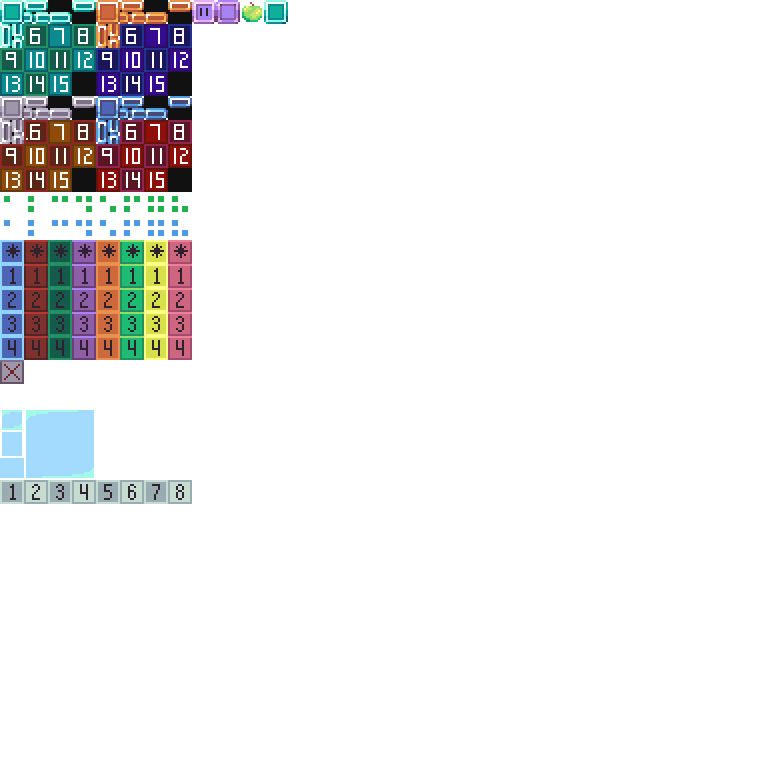 6 7 8 6 7 8
9 10 11 12 9 10 11 12
13 14 15 13 14 15
6 7 8 6 7 8
9 10 11 12 9 10 11 12
13 14 15 13 14 15
* * * * * * * *
1 1 1 1 1 1 1 1
2 2 2 2 2 2 2 2
3 3 3 3 3 3 3 3
4 4 4 4 4 4 4 4
1 2 3 4 5 6 7 8